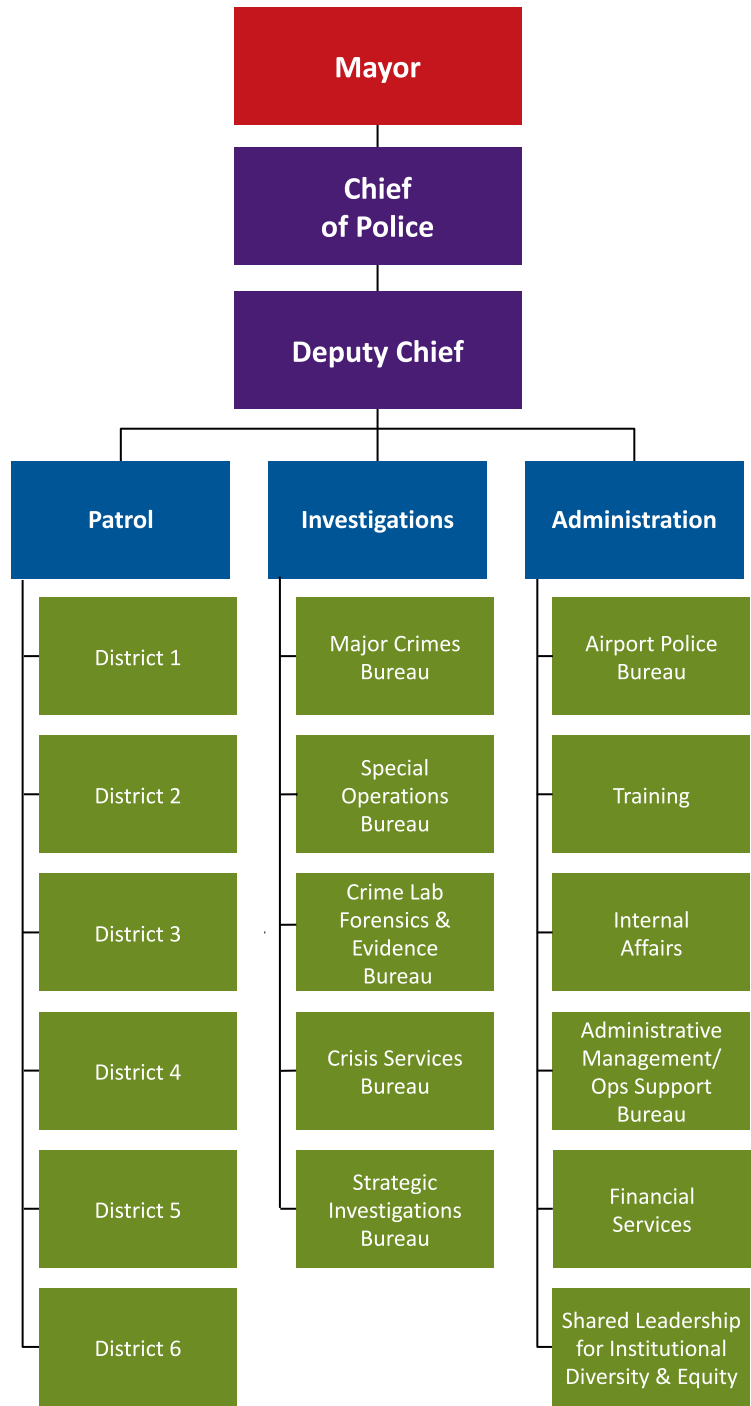 Mayor
Chief
of Police
Deputy Chief
Patrol
District 1
District 2
District 3
District 4
District 5
District 6
Investigations
Major Crimes
Bureau
Special
Operations
Bureau
Crime Lab
Forensics &
Evidence
Bureau
Crisis Services
Bureau
Strategic
Investigations
Bureau
Administration
Airport Police
Bureau
Training
Internal
Affairs
Administrative
Management/
Ops Support
Bureau
Financial
Services
Shared Leadership
for Institutional
Diversity & Equity